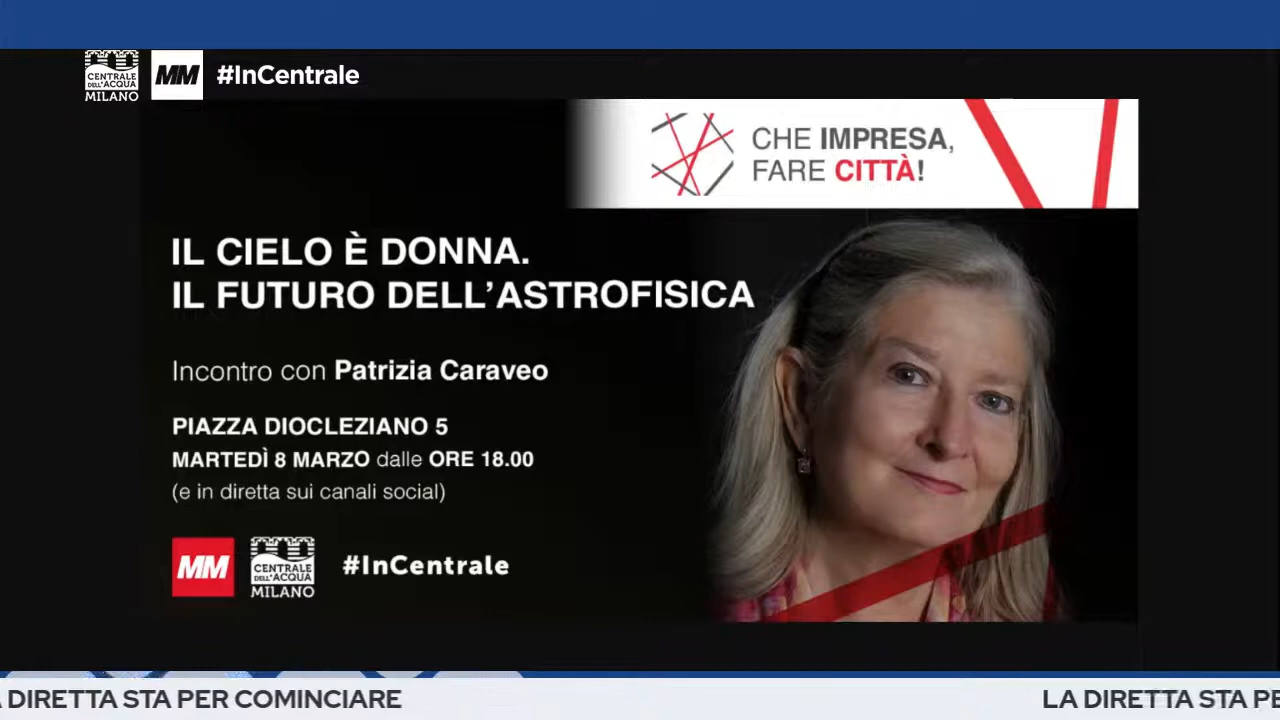 CENTRALE
DELL'ACQUA
MILANO
MM
#InCentrale
CHE IMPRESA,
FARE CITTÀ!
IL CIELO È DONNA.
IL FUTURO DELL'ASTROFISICA
Incontro con Patrizia Caraveo
PIAZZA DIOCLEZIANO 5
MARTEDÌ 8 MARZO dalle ORE 18.00
(e in diretta sui canali social)
MM
CENTRALE
DELL'ACQUA
MILANO
#InCentrale
A DIRETTA STA PER COMINCIARE
LA DIRETTA STA PE